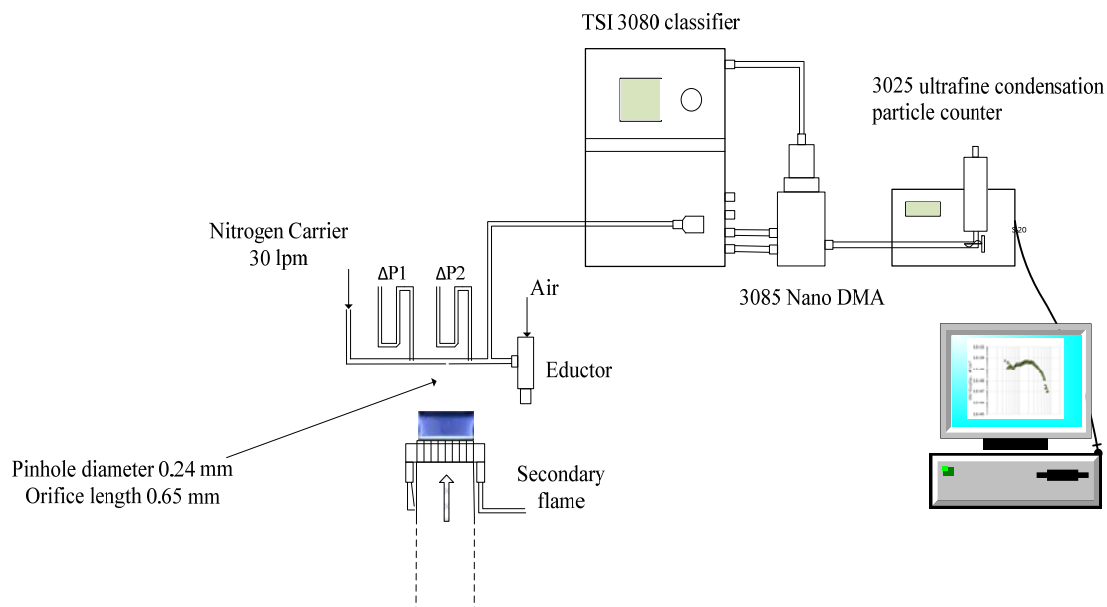 TSI 3080 classifier
3025 ultrafine condensation
particle counter
Nitrogen Carrier
30 lpm
ΔP1
ΔP2
Air
Eductor
3085 Nano DMA
Pinhole diameter 0.24 mm
Orifice length 0.65 mm
Secondary
flame